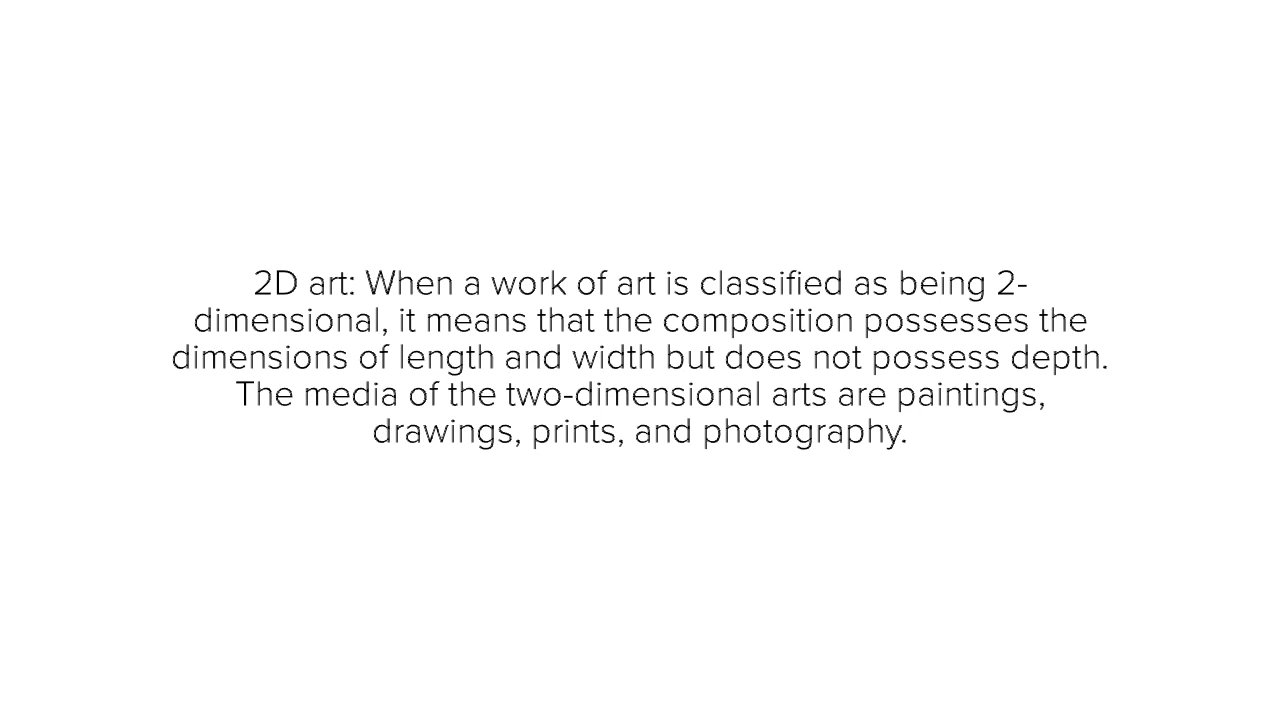 2D art: When a work of art is classified as being 2-
dimensional, it means that the composition possesses the
dimensions of length and width but does not possess depth.
The media of the two-dimensional arts are paintings,
drawings, prints, and photography.